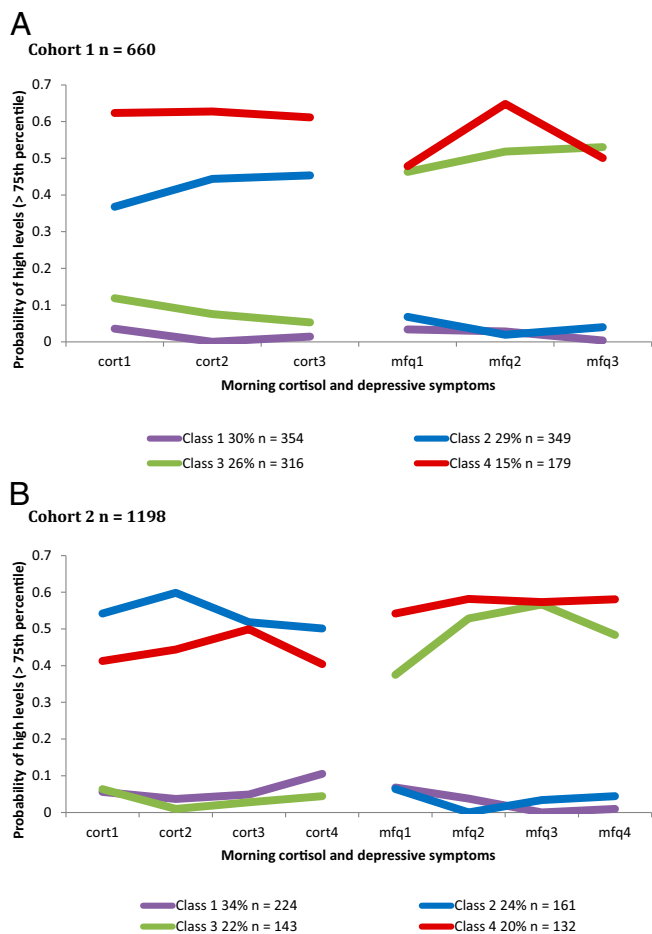 A
Cohort 1 n = 660
Probability of high levels (> 75th percentile)
0.7
0.6
0.5
0.4
0.3
0.2
0.1
0
cort1 cort2 cort3 mfq1 mfq2 mfq3
Morning cortisol and depressive symptoms
Class 1 30% n = 354 Class 2 29% n = 349
Class 3 26% n = 316 Class 4 15% n = 179
B
Cohort 2 n = 1198
Probability of high levels (> 75th percentile)
0.7
0.6
0.5
0.4
0.3
0.2
0.1
0
cort1 cort2 cort3 cort4 mfq1 mfq2 mfq3 mfq4
Morning cortisol and depressive symptoms
Class 1 34% n = 224 Class 2 24% n = 161
Class 3 22% n = 143 Class 4 20% n = 132